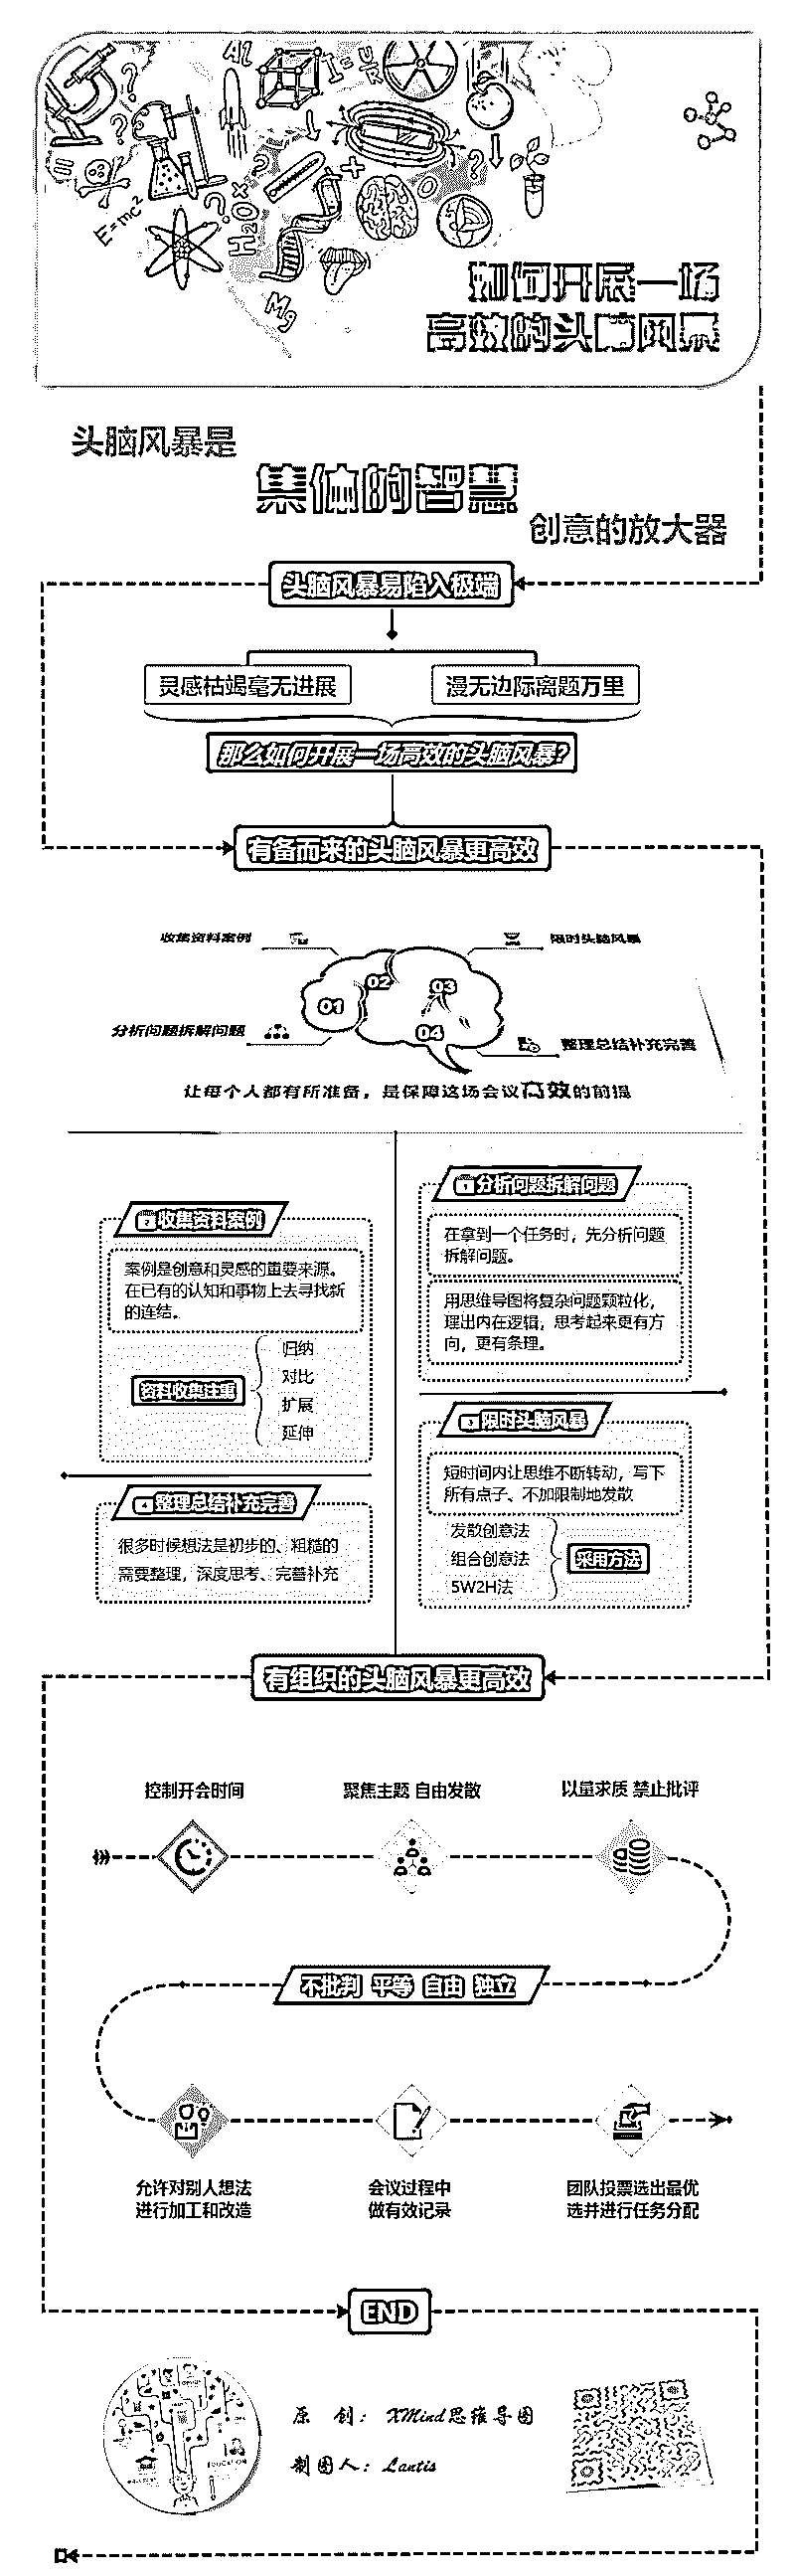 Al
I=U/R
E=mc²
H₂O
Mg
如何开展一场
高效的头脑风暴
头脑风暴是
集体的智慧
创意的放大器
头脑风暴易陷入极端
灵感枯竭毫无进展
漫无边际离题万里
那么如何开展一场高效的头脑风暴?
有备而来的头脑风暴更高效
收集资料案例
限时头脑风暴
01
02
03
04
分析问题拆解问题
整理总结补充完善
让每个人都有所准备，是保障这场会议高效的前提
1 分析问题拆解问题
在拿到一个任务时，先分析问题
拆解问题。
用思维导图将复杂问题颗粒化，
理出内在逻辑，思考起来更有方
向，更有条理。
2 收集资料案例
案例是创意和灵感的重要来源。
在已有的认知和事物上去寻找新
的连结。
资料收集注重
归纳
对比
扩展
延伸
3 限时头脑风暴
短时间内让思维不断转动，写下
所有点子、不加限制地发散
发散创意法
组合创意法
5W2H法
采用方法
4 整理总结补充完善
很多时候想法是初步的、粗糙的
需要整理，深度思考、完善补充
有组织的头脑风暴更高效
控制开会时间
聚焦主题 自由发散
以量求质 禁止批评
不批判 平等 自由 独立
允许对别人想法
进行加工和改造
会议过程中
做有效记录
团队投票选出最优
选并进行任务分配
END
原 创：XMind思维导图
制图人：Lantis
EDUCATION